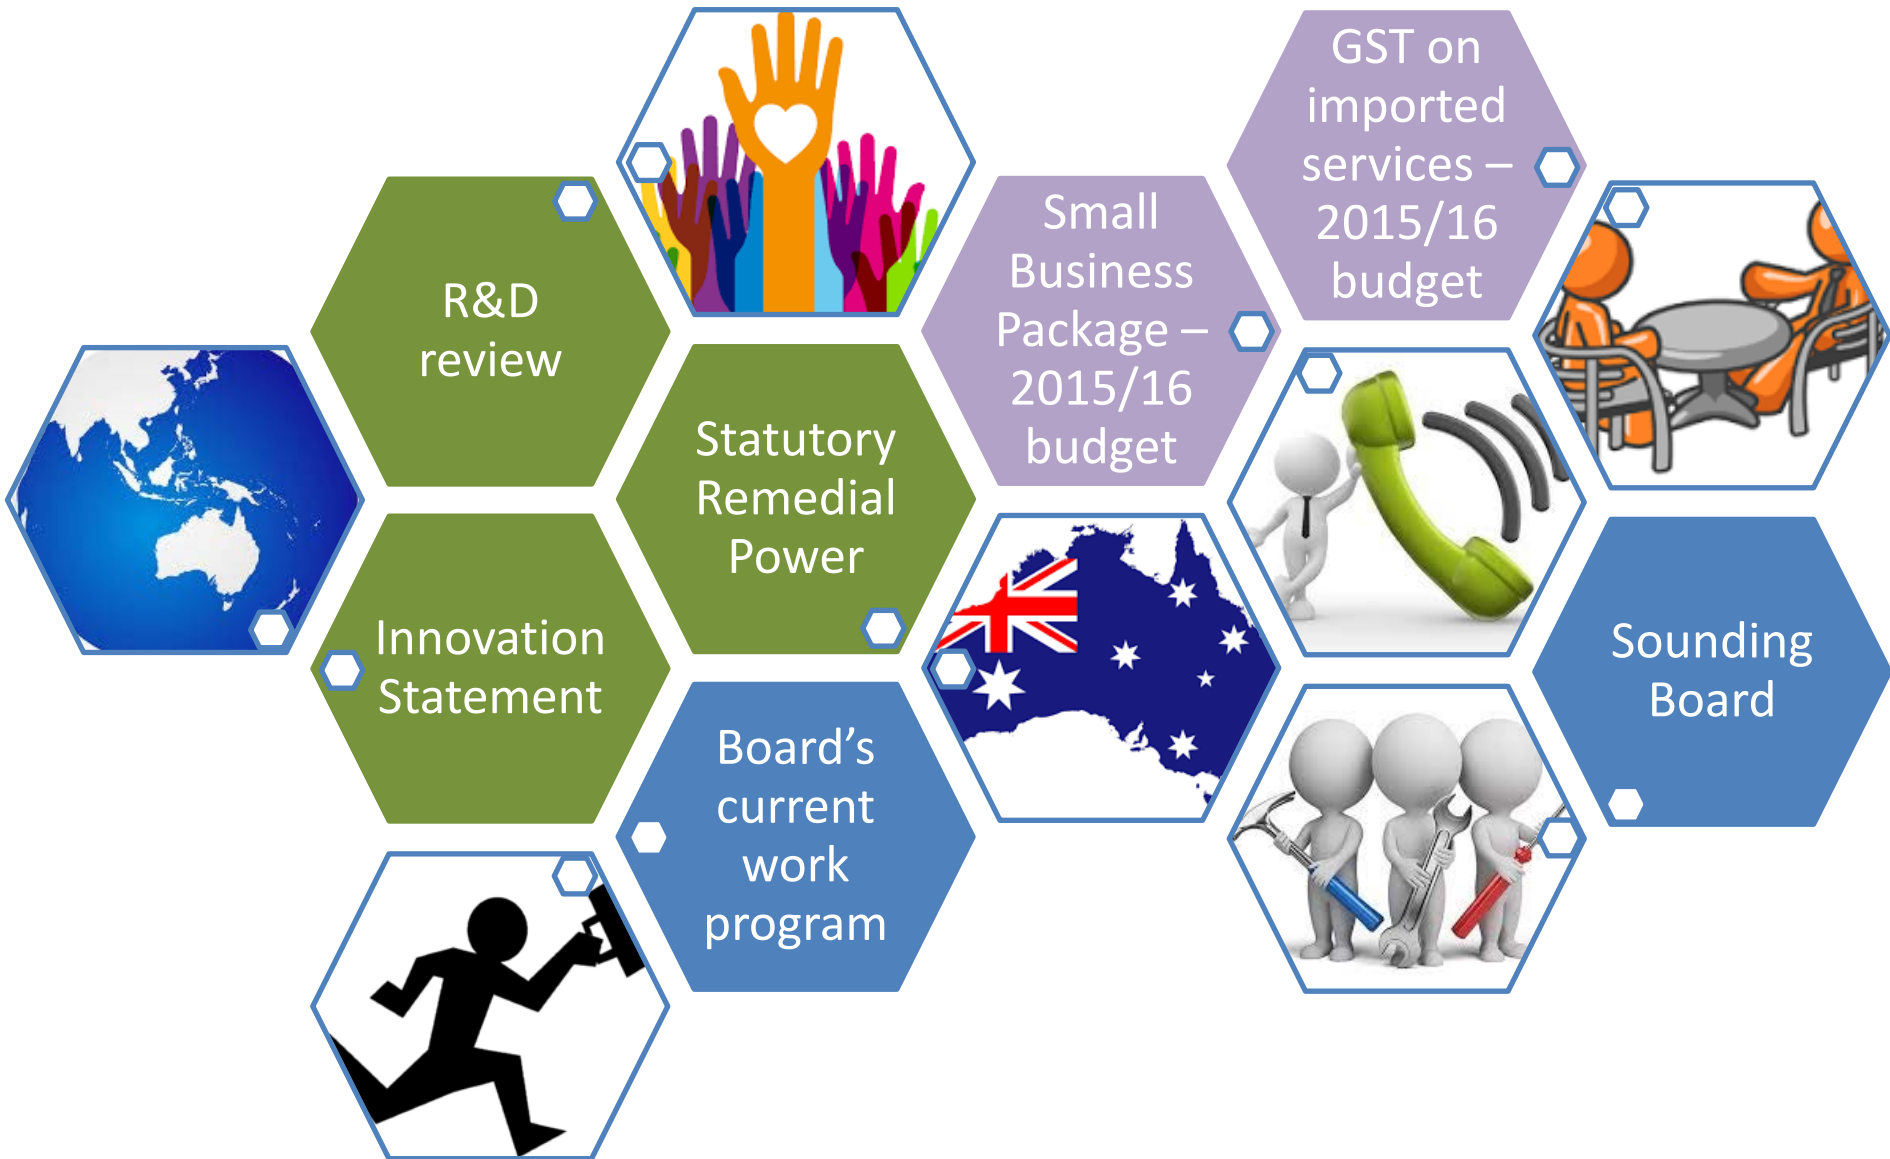 R&D
review
Innovation
Statement
Statutory
Remedial
Power
Board’s
current
work
program
Small
Business
Package –
2015/16
budget
GST on
imported
services –
2015/16
budget
Sounding
Board